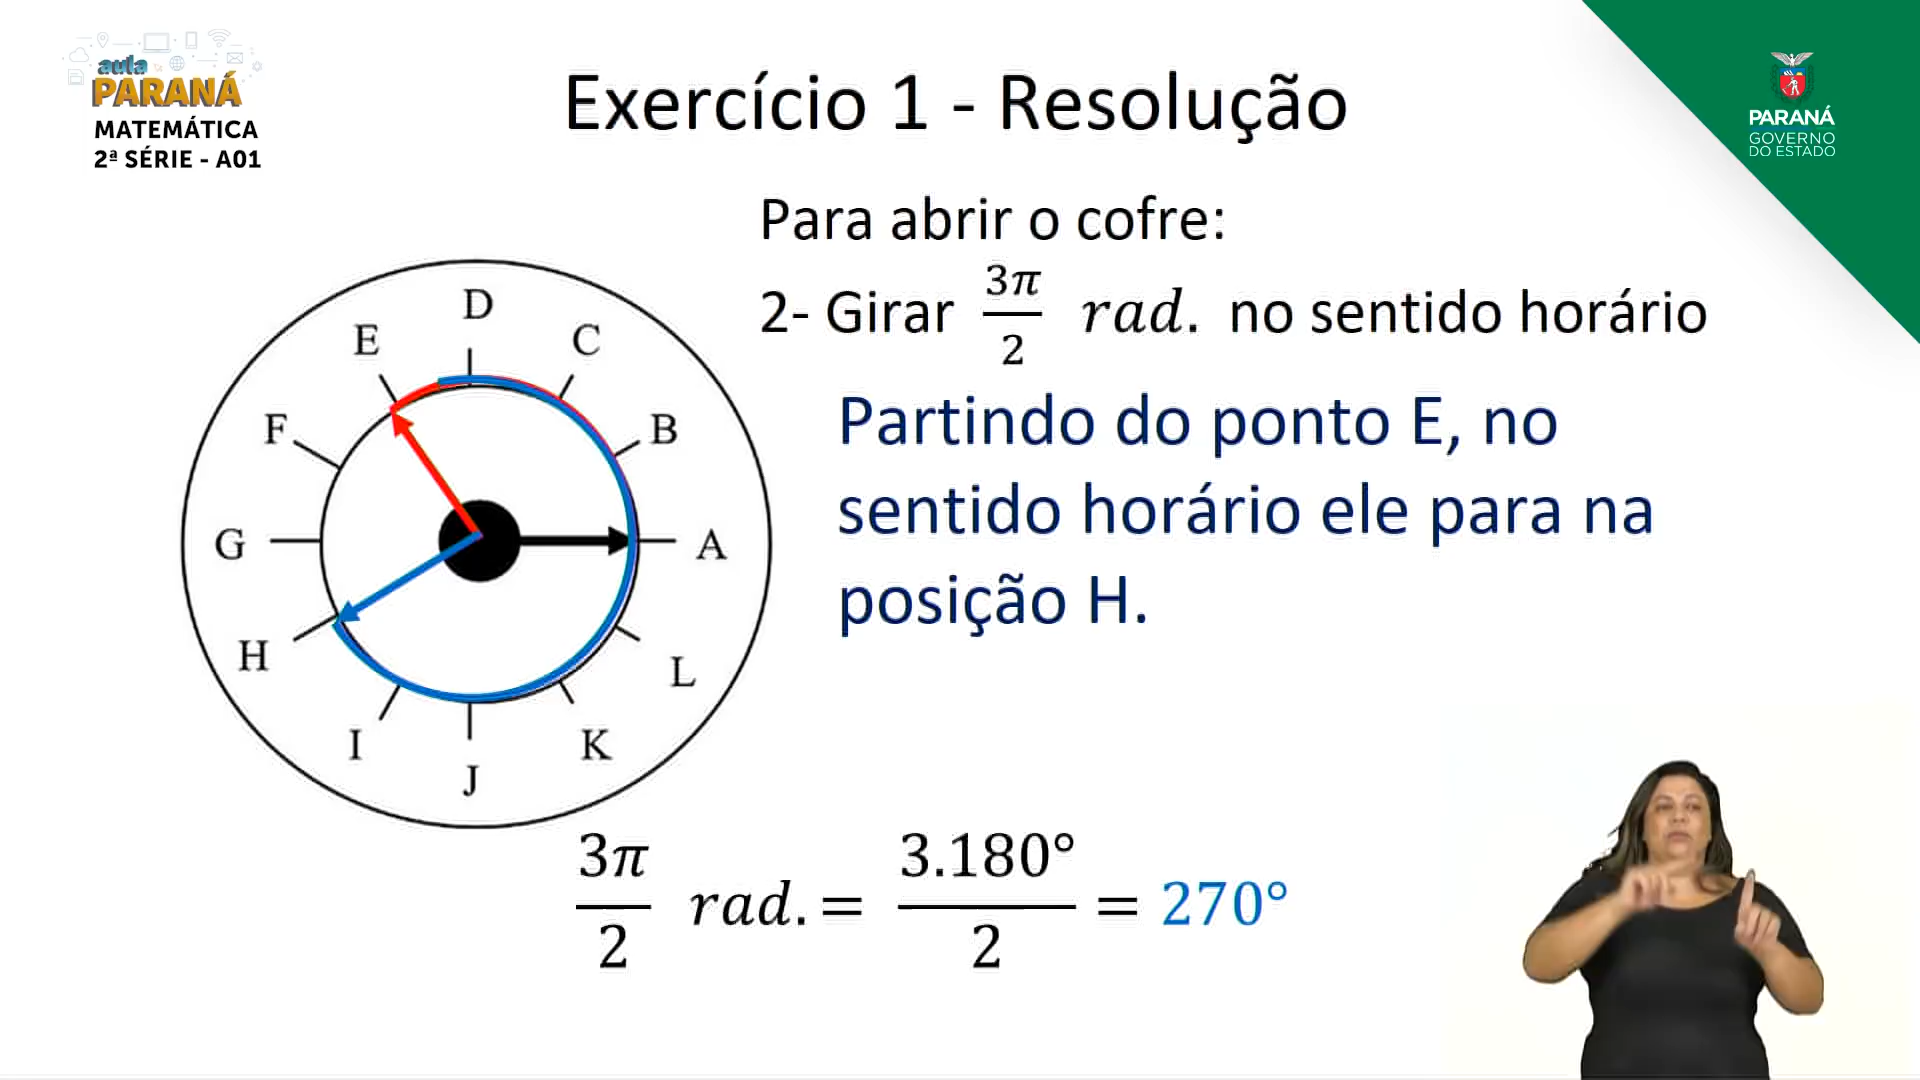 aula
PARANÁ
MATEMÁTICA
2ª SÉRIE - A01
Exercício 1 - Resolução
PARANÁ
GOVERNO
DO ESTADO
Para abrir o cofre:
2- Girar 3π/2 rad. no sentido horário
Partindo do ponto E, no
sentido horário ele para na
posição H.
D
E
C
F
B
G
A
H
L
I
K
J
3π/2 rad. = 3.180°/2 = 270°